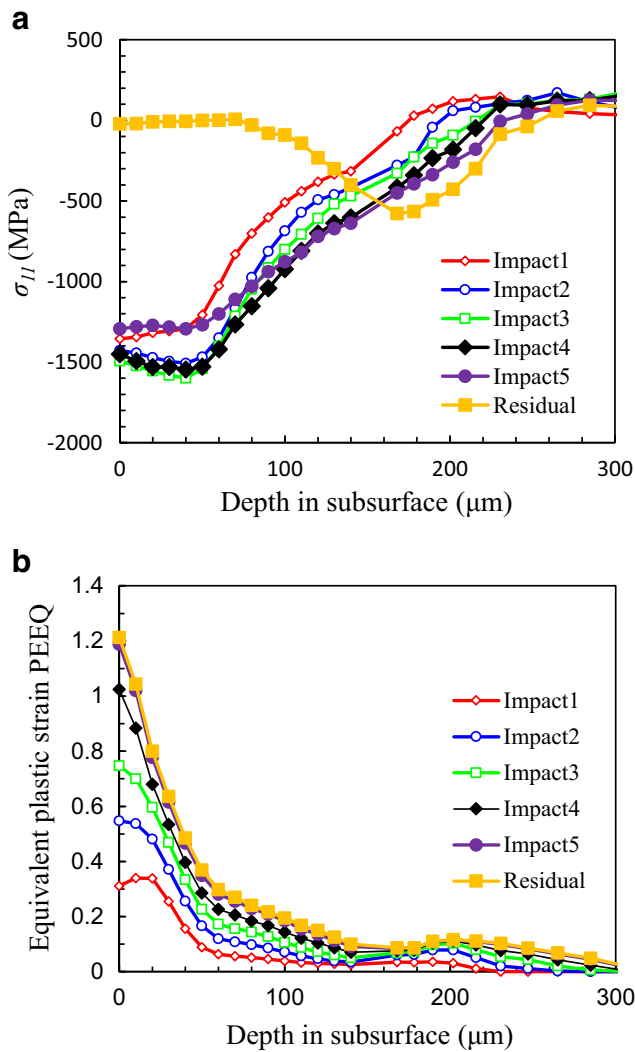 a
500
0
-500
-1000
-1500
-2000
σ11 (MPa)
Impact1
Impact2
Impact3
Impact4
Impact5
Residual
0
100
200
300
Depth in subsurface (μm)
b
1.4
1.2
1
0.8
0.6
0.4
0.2
0
Equivalent plastic strain PEEQ
Impact1
Impact2
Impact3
Impact4
Impact5
Residual
0
100
200
300
Depth in subsurface (μm)